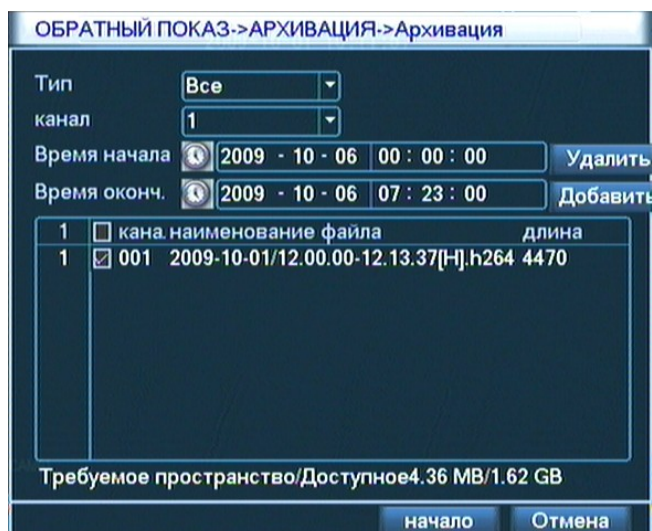 ОБРАТНЫЙ ПОКАЗ->АРХИВАЦИЯ->Архивация
Тип Все
канал 1
Время начала 2009 - 10 - 06 00 : 00 : 00 Удалить
Время оконч. 2009 - 10 - 06 07 : 23 : 00 Добавить
1 кана. наименование файла длина
1 001 2009-10-01/12.00.00-12.13.37[H].h264 4470
Требуемое пространство/Доступное4.36 MB/1.62 GB
начало Отмена